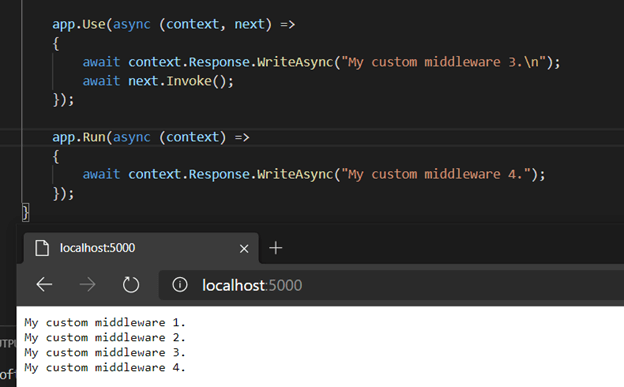 app.Use(async (context, next) =>
{
    await context.Response.WriteAsync("My custom middleware 3.\n");
    await next.Invoke();
});
app.Run(async (context) =>
{
    await context.Response.WriteAsync("My custom middleware 4.");
});
}
localhost:5000
localhost:5000
My custom middleware 1.
My custom middleware 2.
My custom middleware 3.
My custom middleware 4.